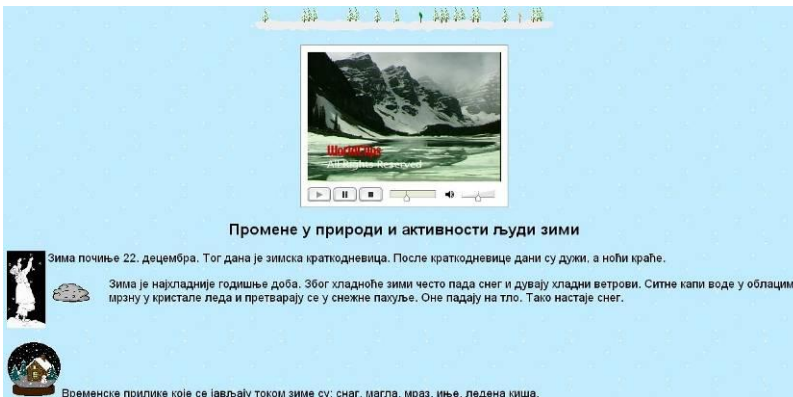 WorldClips
All Rights Reserved
Промене у природи и активности људи зими
Зима почиње 22. децембра. Тог дана је зимска краткодневица. После краткодневице дани су дужи, а ноћи краће.
Зима је најхладније годишње доба. Због хладноће зими често пада снег и дувају хладни ветрови. Ситне капи воде у облацим
мрзну у кристале леда и претварају се у снежне пахуље. Оне падају на тло. Тако настаје снег.
Временске прилике које се јављају током зиме су: снаг, магла, мраз, иње, ледена киша.